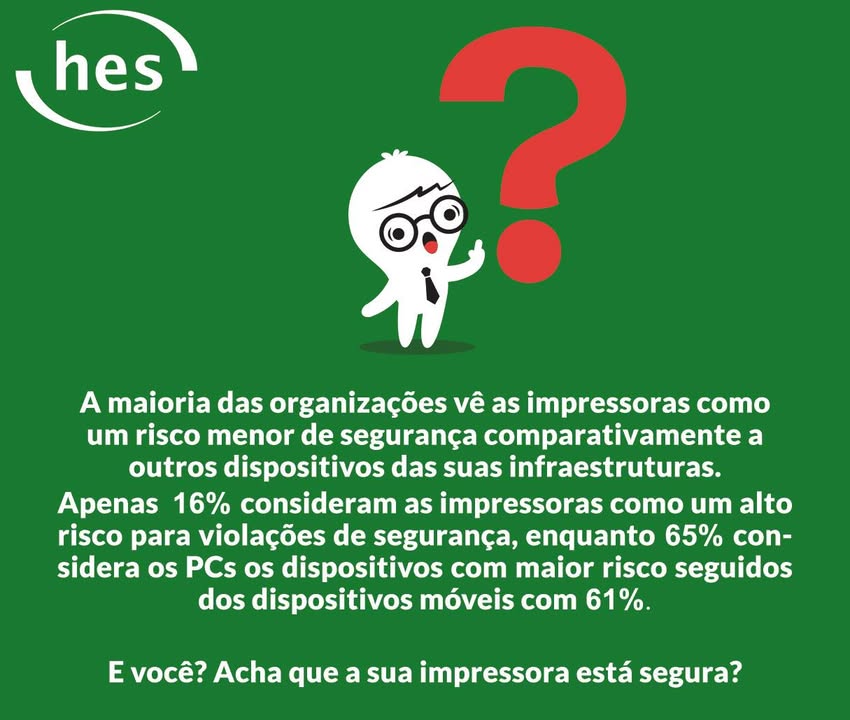 hes
?
A maioria das organizações vê as impressoras como
um risco menor de segurança comparativamente a
outros dispositivos das suas infraestruturas.
Apenas 16% consideram as impressoras como um alto
risco para violações de segurança, enquanto 65% con-
sidera os PCs os dispositivos com maior risco seguidos
dos dispositivos móveis com 61%.
E você? Acha que a sua impressora está segura?